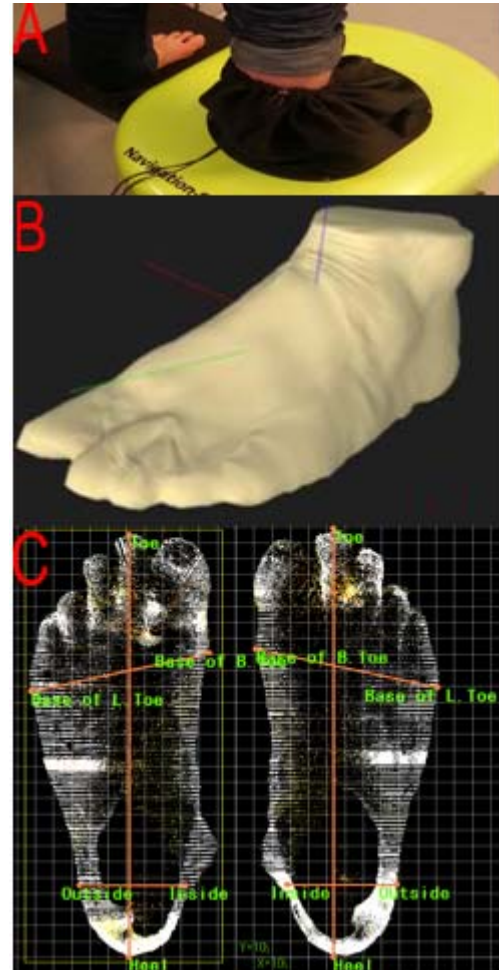 A
Navigation-
B
C
Toe
Toe
Base of B.Toe
Base of B.Toe
Base of L.Toe
Base of L.Toe
Outside
Inside
Inside
Outside
Heel
Heel